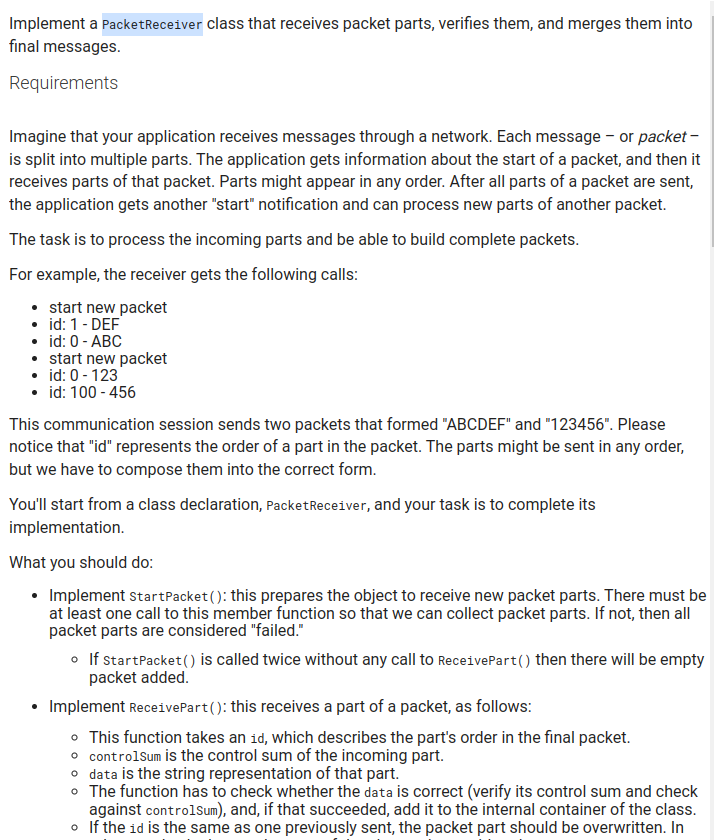 Implement a PacketReceiver class that receives packet parts, verifies them, and merges them into
final messages.
Requirements
Imagine that your application receives messages through a network. Each message – or packet –
is split into multiple parts. The application gets information about the start of a packet, and then it
receives parts of that packet. Parts might appear in any order. After all parts of a packet are sent,
the application gets another "start" notification and can process new parts of another packet.
The task is to process the incoming parts and be able to build complete packets.
For example, the receiver gets the following calls:
• start new packet
• id: 1 - DEF
• id: 0 - ABC
• start new packet
• id: 0 - 123
• id: 100 - 456
This communication session sends two packets that formed "ABCDEF" and "123456". Please
notice that "id" represents the order of a part in the packet. The parts might be sent in any order,
but we have to compose them into the correct form.
You'll start from a class declaration, PacketReceiver, and your task is to complete its
implementation.
What you should do:
• Implement StartPacket(): this prepares the object to receive new packet parts. There must be
at least one call to this member function so that we can collect packet parts. If not, then all
packet parts are considered "failed."
◦ If StartPacket() is called twice without any call to ReceivePart() then there will be empty
packet added.
• Implement ReceivePart(): this receives a part of a packet, as follows:
◦ This function takes an id, which describes the part's order in the final packet.
◦ controlSum is the control sum of the incoming part.
◦ data is the string representation of that part.
◦ The function has to check whether the data is correct (verify its control sum and check
against controlSum), and, if that succeeded, add it to the internal container of the class.
◦ If the id is the same as one previously sent, the packet part should be overwritten. In